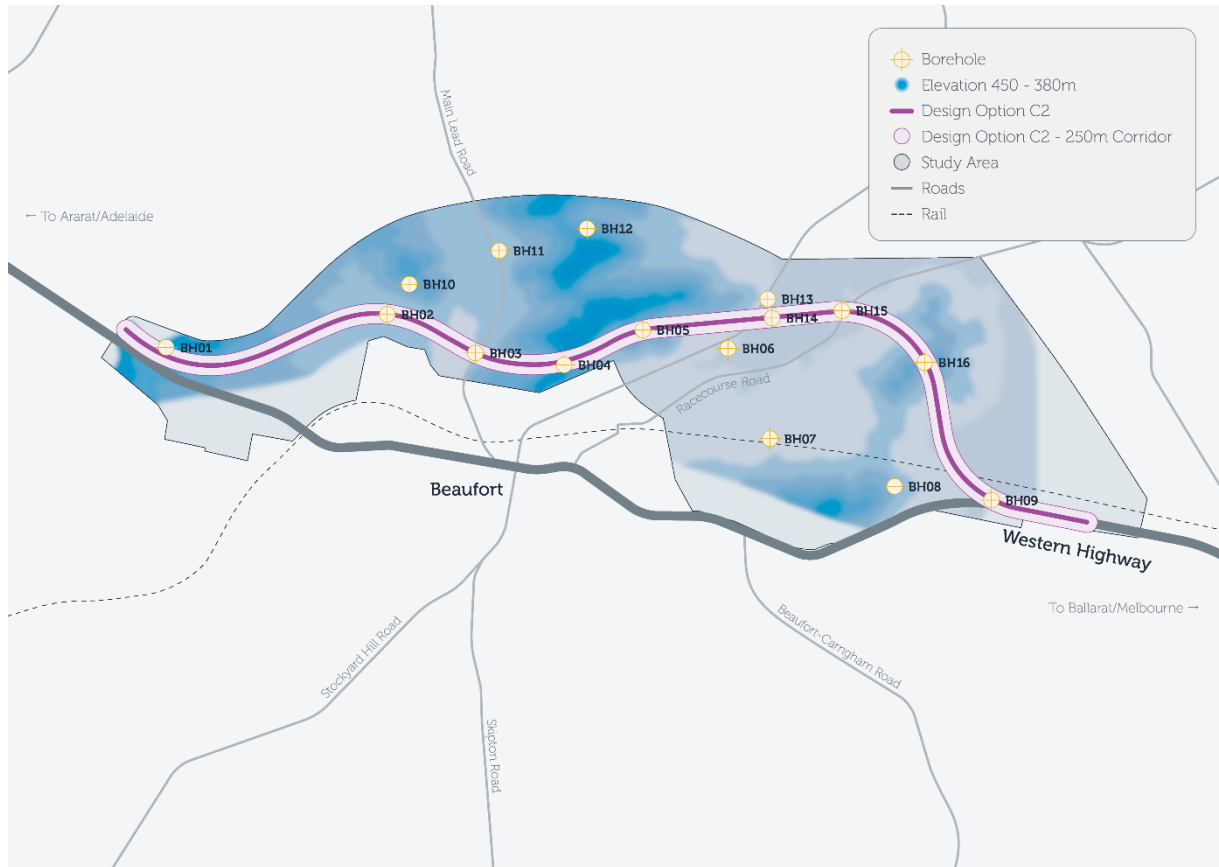 Borehole
Elevation 450 - 380m
Design Option C2
Design Option C2 - 250m Corridor
Study Area
Roads
Rail
Main Lead Road
← To Ararat/Adelaide
BH12
BH11
BH10
BH13
BH02
BH14
BH15
BH05
BH01
BH06
BH03
BH04
BH16
Racecourse Road
BH07
Beaufort
BH08
BH09
Western Highway
To Ballarat/Melbourne →
Stockyard Hill Road
Beaufort-Carngham Road
Skipton Road